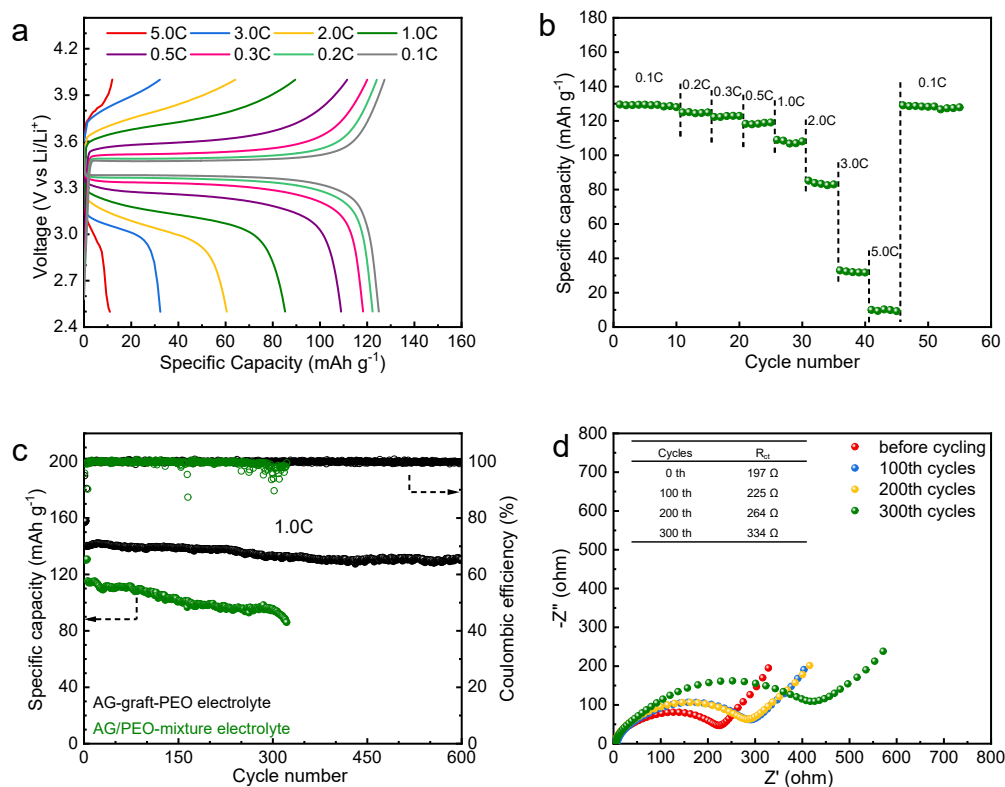 a
5.0C 3.0C 2.0C 1.0C
0.5C 0.3C 0.2C 0.1C
4.2
3.9
3.6
3.3
3.0
2.7
2.4
Voltage (V vs Li/Li⁺)
0 20 40 60 80 100 120 140 160
Specific Capacity (mAh g⁻¹)
b
180
160
140
120
100
80
60
40
20
0
Specific capacity (mAh g⁻¹)
0.1C
0.2C
0.3C
0.5C
1.0C
2.0C
3.0C
5.0C
0.1C
0 10 20 30 40 50 60
Cycle number
c
200
160
120
80
40
0
Specific capacity (mAh g⁻¹)
1.0C
AG-graft-PEO electrolyte
AG/PEO-mixture electrolyte
100
80
60
40
20
0
Coulombic efficiency (%)
0 150 300 450 600
Cycle number
d
800
700
600
500
400
300
200
100
0
-Z'' (ohm)
Cycles Rct
0 th 197 Ω
100 th 225 Ω
200 th 264 Ω
300 th 334 Ω
before cycling
100th cycles
200th cycles
300th cycles
0 100 200 300 400 500 600 700 800
Z' (ohm)